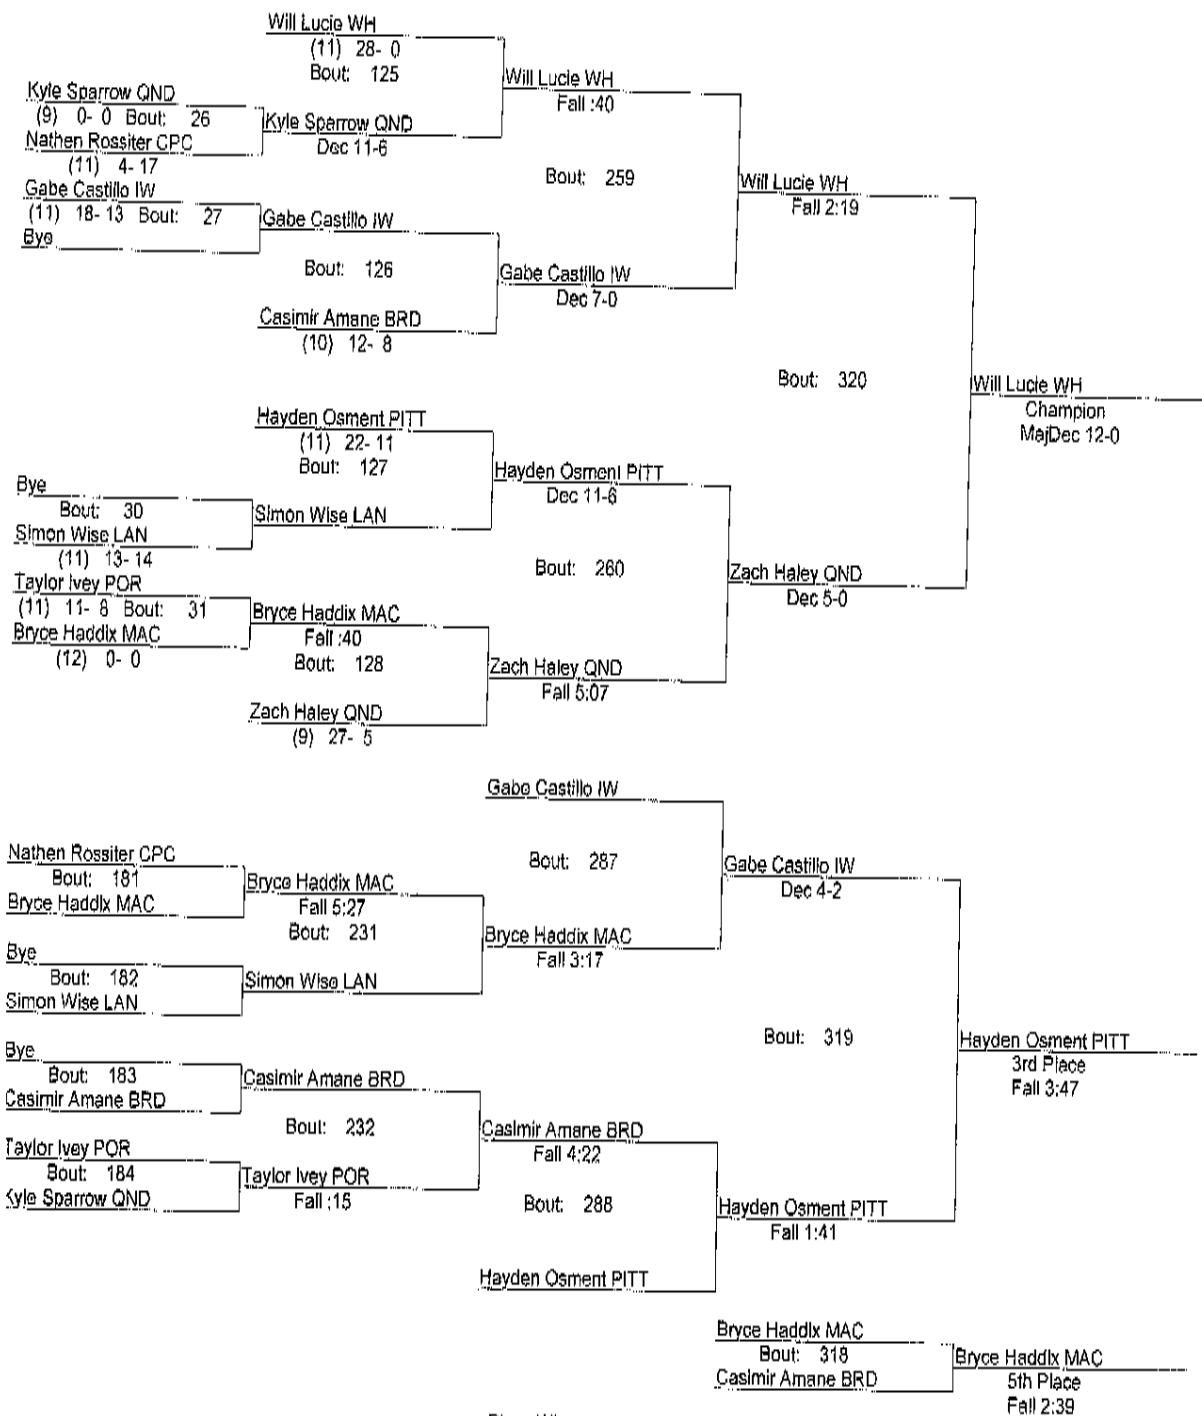 Will Lucie WH
(11) 28- 0
Bout: 125
Will Lucie WH
Fall :40
Kyle Sparrow QND
(9) 0- 0 Bout: 26
Kyle Sparrow QND
Dec 11-6
Nathen Rossiter CPC
(11) 4- 17
Bout: 259
Will Lucie WH
Fall 2:19
Gabe Castillo IW
(11) 18- 13 Bout: 27
Gabe Castillo IW
Bye
Bout: 126
Gabe Castillo IW
Dec 7-0
Casimir Amane BRD
(10) 12- 8
Bout: 320
Will Lucie WH
Champion
MajDec 12-0
Hayden Osment PITT
(11) 22- 11
Bout: 127
Hayden Osment PITT
Dec 11-6
Bye
Bout: 30
Simon Wise LAN
Simon Wise LAN
(11) 13- 14
Bout: 260
Zach Haley QND
Dec 5-0
Taylor Ivey POR
(11) 11- 8 Bout: 31
Bryce Haddix MAC
Fall :40
Bryce Haddix MAC
(12) 0- 0
Bout: 128
Zach Haley QND
Fall 5:07
Zach Haley QND
(9) 27- 5
Gabe Castillo IW
Nathen Rossiter CPC
Bout: 181
Bryce Haddix MAC
Bout: 287
Gabe Castillo IW
Dec 4-2
Bryce Haddix MAC
Fall 5:27
Bout: 231
Bryce Haddix MAC
Fall 3:17
Bye
Bout: 182
Simon Wise LAN
Simon Wise LAN
Bout: 319
Hayden Osment PITT
3rd Place
Fall 3:47
Bye
Bout: 183
Casimir Amane BRD
Casimir Amane BRD
Bout: 232
Casimir Amane BRD
Fall 4:22
Taylor Ivey POR
Bout: 184
Kyle Sparrow QND
Taylor Ivey POR
Fall :15
Bout: 288
Hayden Osment PITT
Fall 1:41
Hayden Osment PITT
Bryce Haddix MAC
Bout: 318
Casimir Amane BRD
Bryce Haddix MAC
5th Place
Fall 2:39